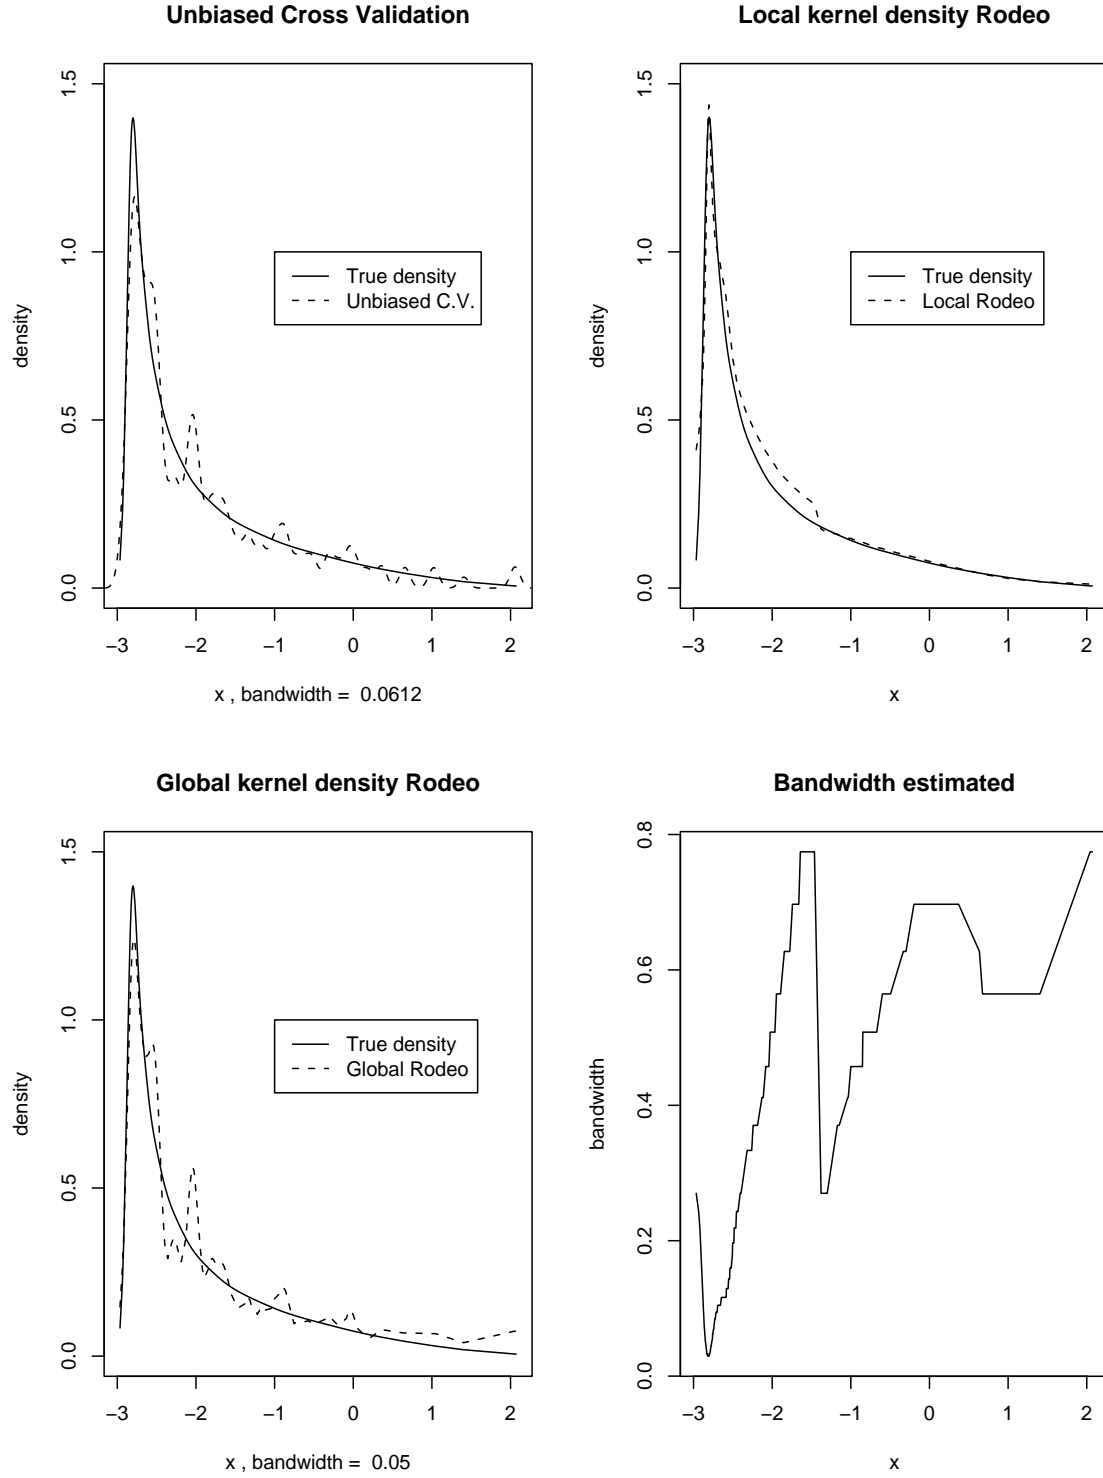 Unbiased Cross Validation
1.5
1.0
0.5
0.0
density
True density
Unbiased C.V.
−3 −2 −1 0 1 2
x , bandwidth = 0.0612
Local kernel density Rodeo
1.5
1.0
0.5
0.0
density
True density
Local Rodeo
−3 −2 −1 0 1 2
x
Global kernel density Rodeo
1.5
1.0
0.5
0.0
density
True density
Global Rodeo
−3 −2 −1 0 1 2
x , bandwidth = 0.05
Bandwidth estimated
0.8
0.6
0.4
0.2
0.0
bandwidth
−3 −2 −1 0 1 2
x